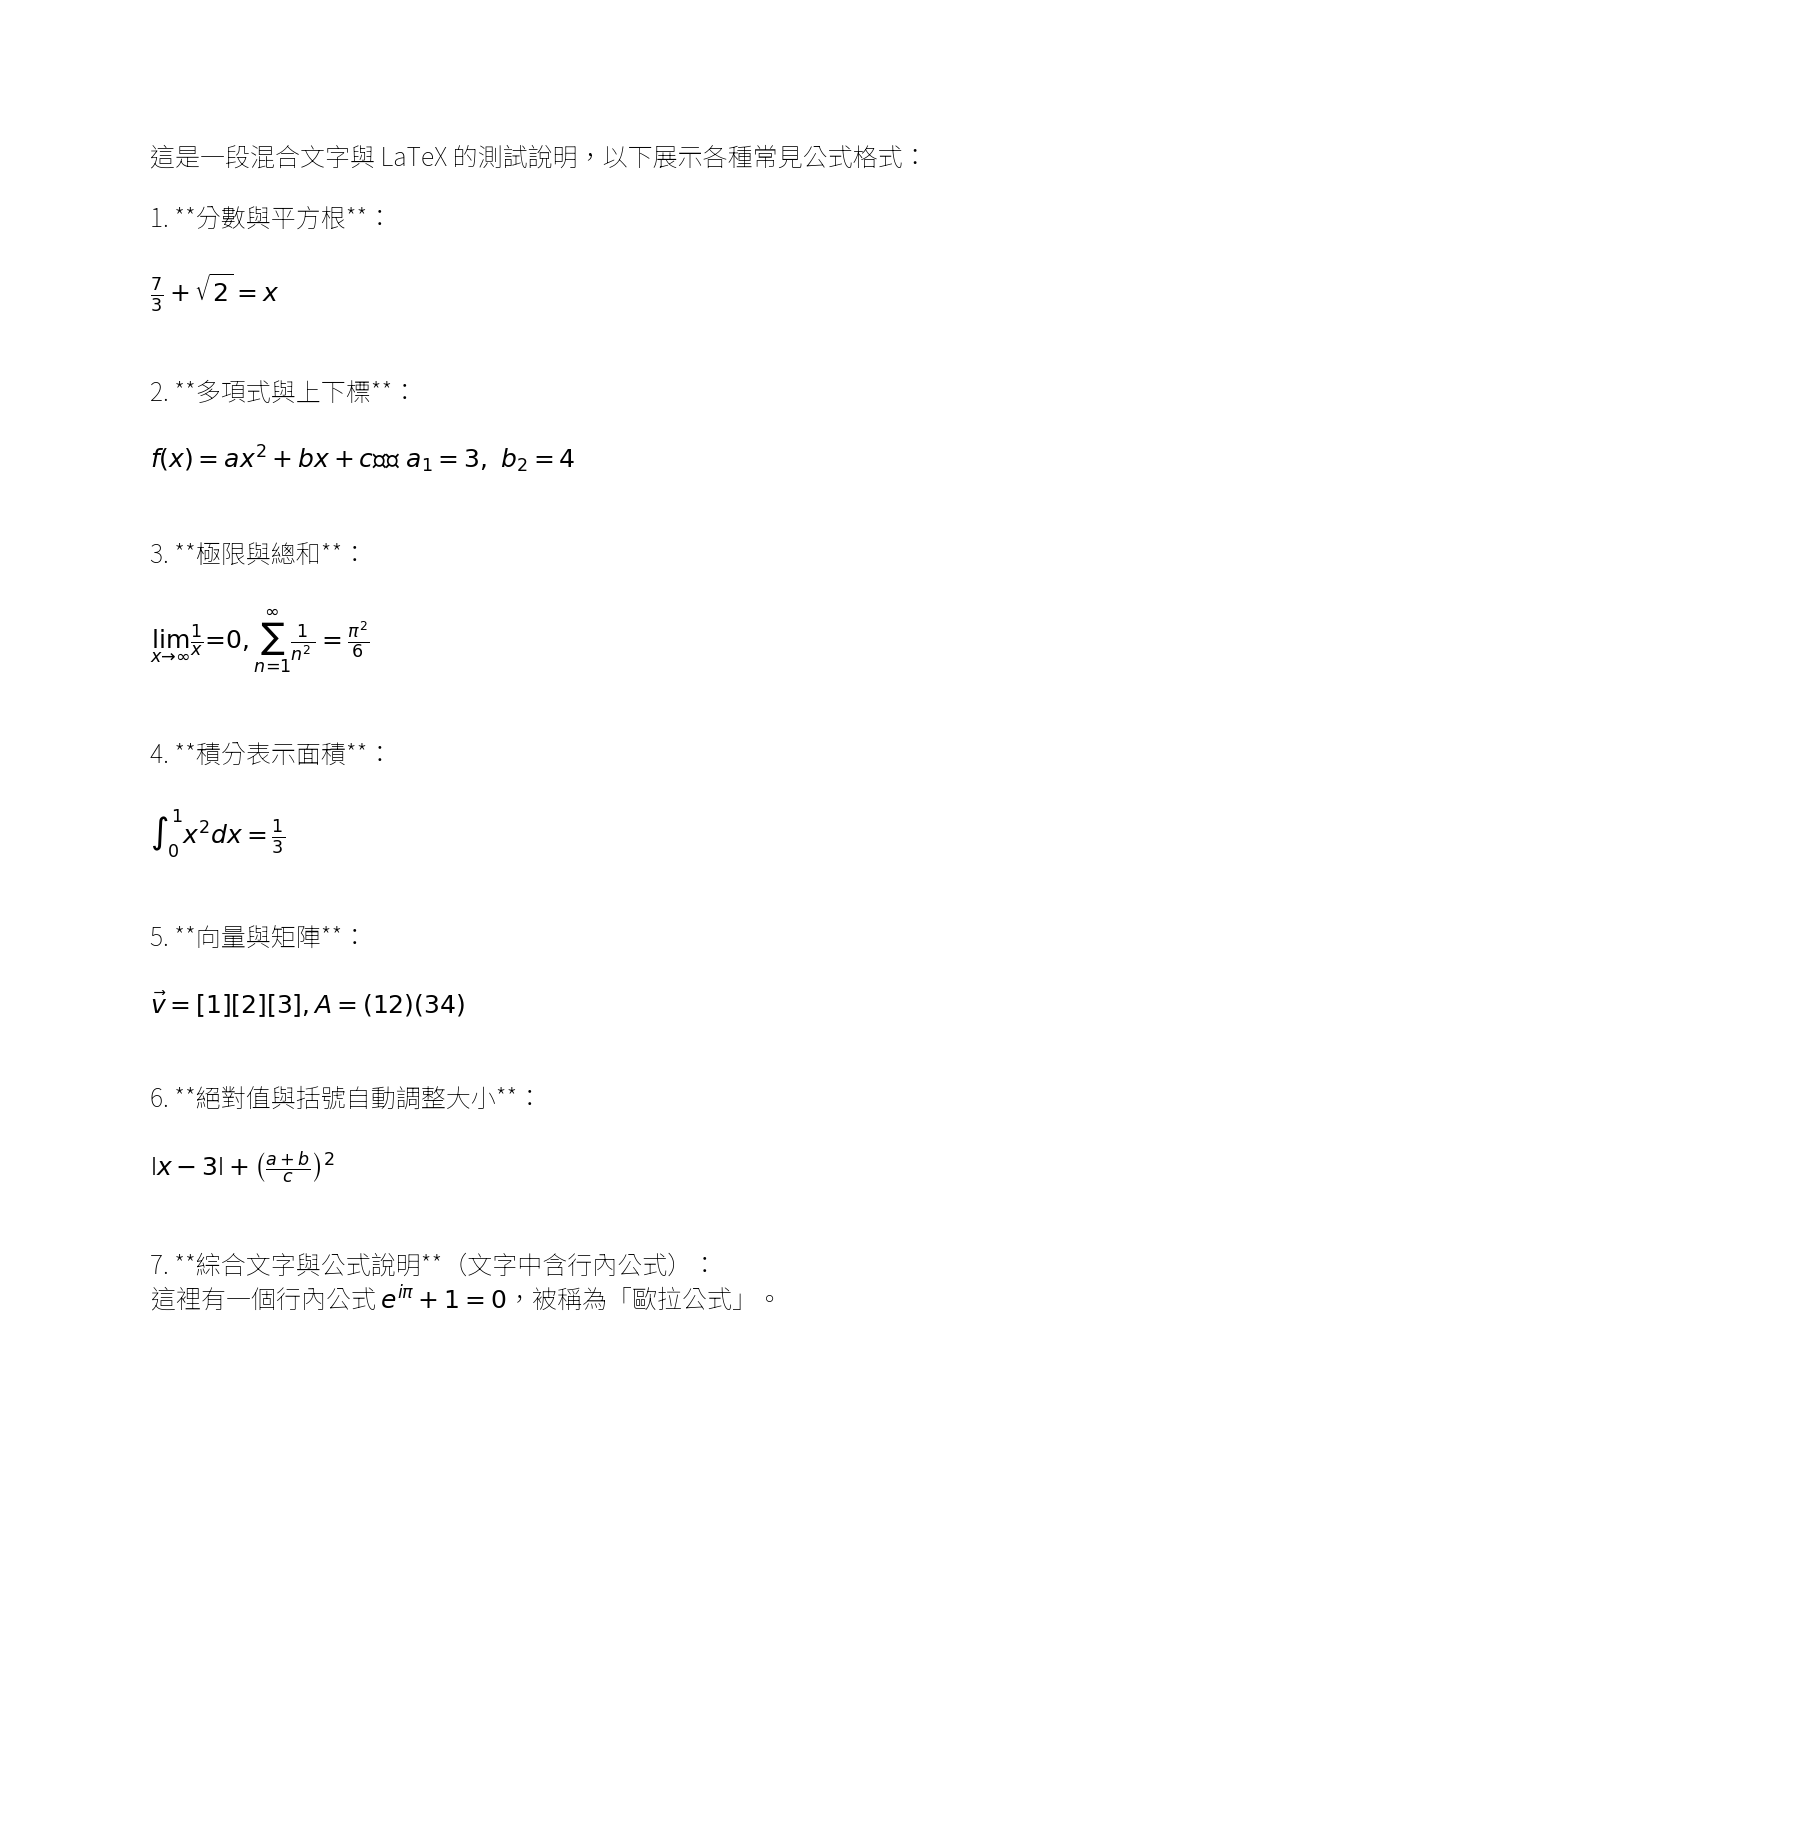 這是一段混合文字與 LaTeX 的測試說明，以下展示各種常見公式格式：
1. **分數與平方根**：
\frac{7}{3} + \sqrt{2} = x
2. **多項式與上下標**：
f(x) = ax^2 + bx + c a_1 = 3, b_2 = 4
3. **極限與總和**：
\lim_{x→∞} \frac{1}{x} = 0, \sum_{n=1}^{∞} \frac{1}{n^2} = \frac{π^2}{6}
4. **積分表示面積**：
\int_0^1 x^2 dx = \frac{1}{3}
5. **向量與矩陣**：
\vec{v} = [1][2][3], A = (12)(34)
6. **絕對值與括號自動調整大小**：
|x − 3| + (\frac{a+b}{c})^2
7. **綜合文字與公式說明**（文字中含行內公式）：
這裡有一個行內公式 e^{iπ} + 1 = 0，被稱為「歐拉公式」。